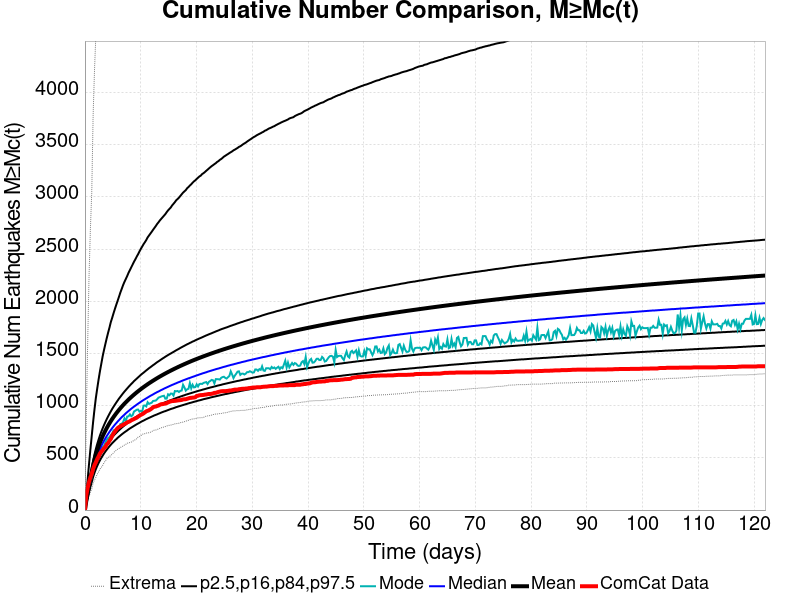 Cumulative Number Comparison, M≥Mc(t)
Cumulative Num Earthquakes M≥Mc(t)
4000
3500
3000
2500
2000
1500
1000
500
0
0 10 20 30 40 50 60 70 80 90 100 110 120
Time (days)
Extrema p2.5,p16,p84,p97.5 Mode Median Mean ComCat Data